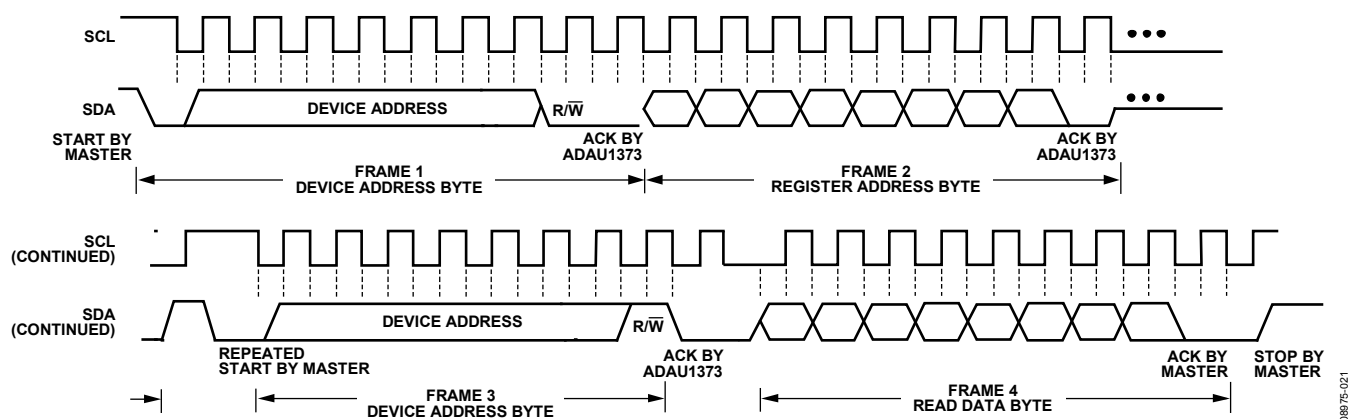 SCL
SDA
DEVICE ADDRESS
R/W̅
START BY
MASTER
ACK BY
ADAU1373
ACK BY
ADAU1373
FRAME 1
DEVICE ADDRESS BYTE
FRAME 2
REGISTER ADDRESS BYTE
SCL
(CONTINUED)
SDA
(CONTINUED)
DEVICE ADDRESS
R/W̅
REPEATED
START BY MASTER
ACK BY
ADAU1373
ACK BY
MASTER
STOP BY
MASTER
FRAME 3
DEVICE ADDRESS BYTE
FRAME 4
READ DATA BYTE
08975-021